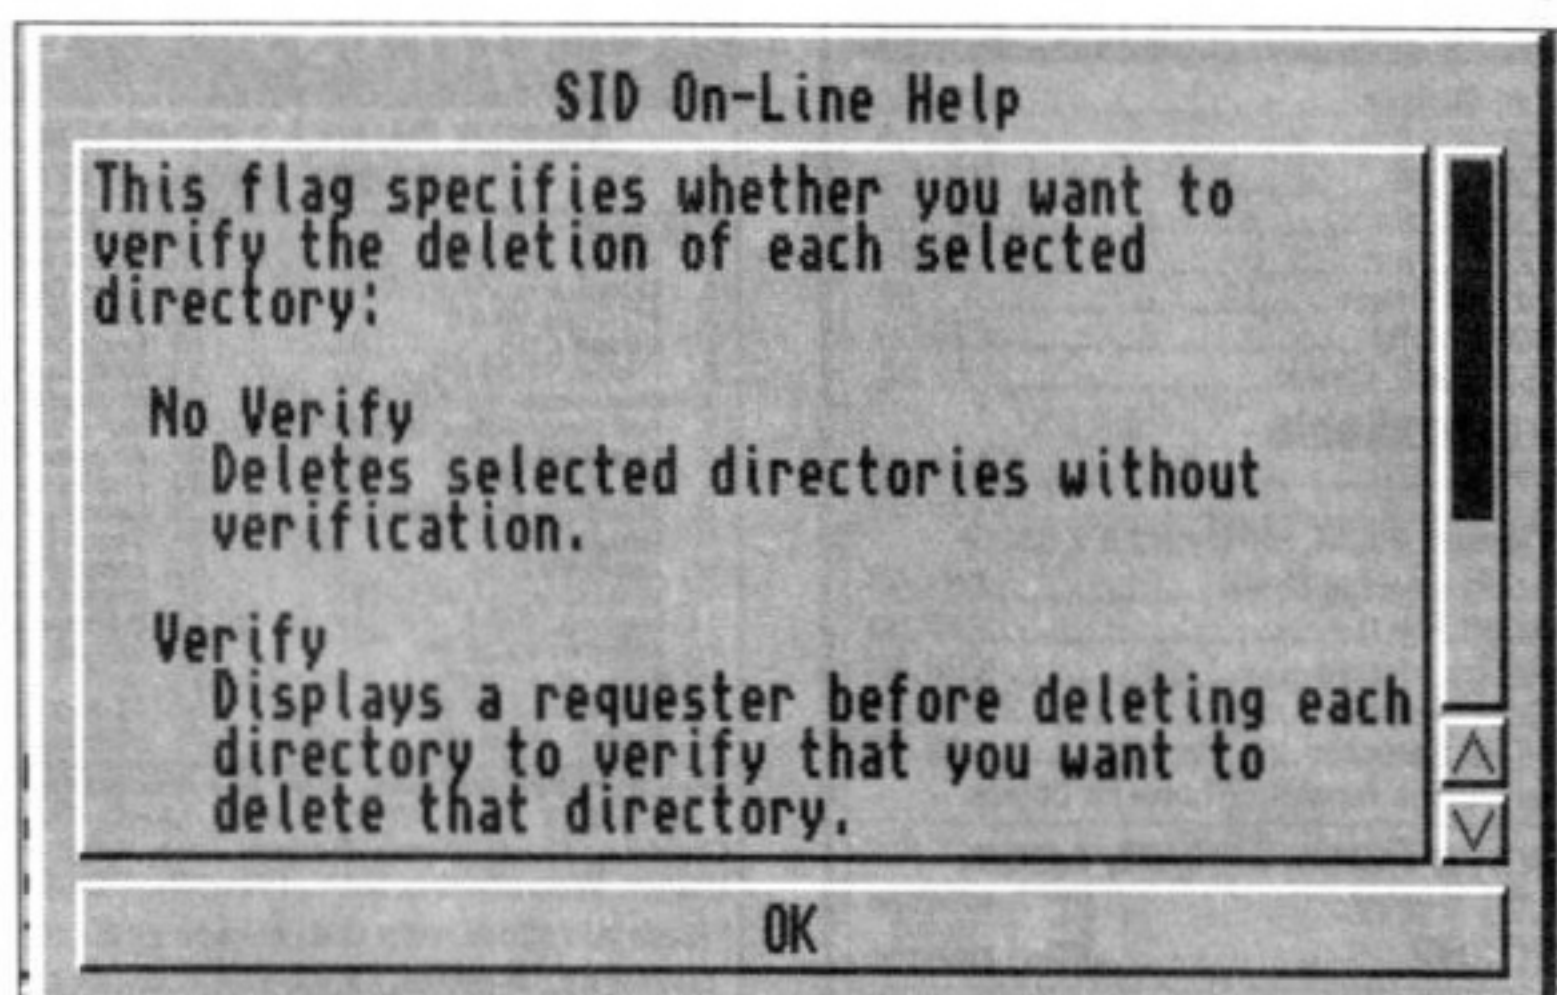 SID On-Line Help
This flag specifies whether you want to
verify the deletion of each selected
directory:
No Verify
Deletes selected directories without
verification.
Verify
Displays a requester before deleting each
directory to verify that you want to
delete that directory.
OK